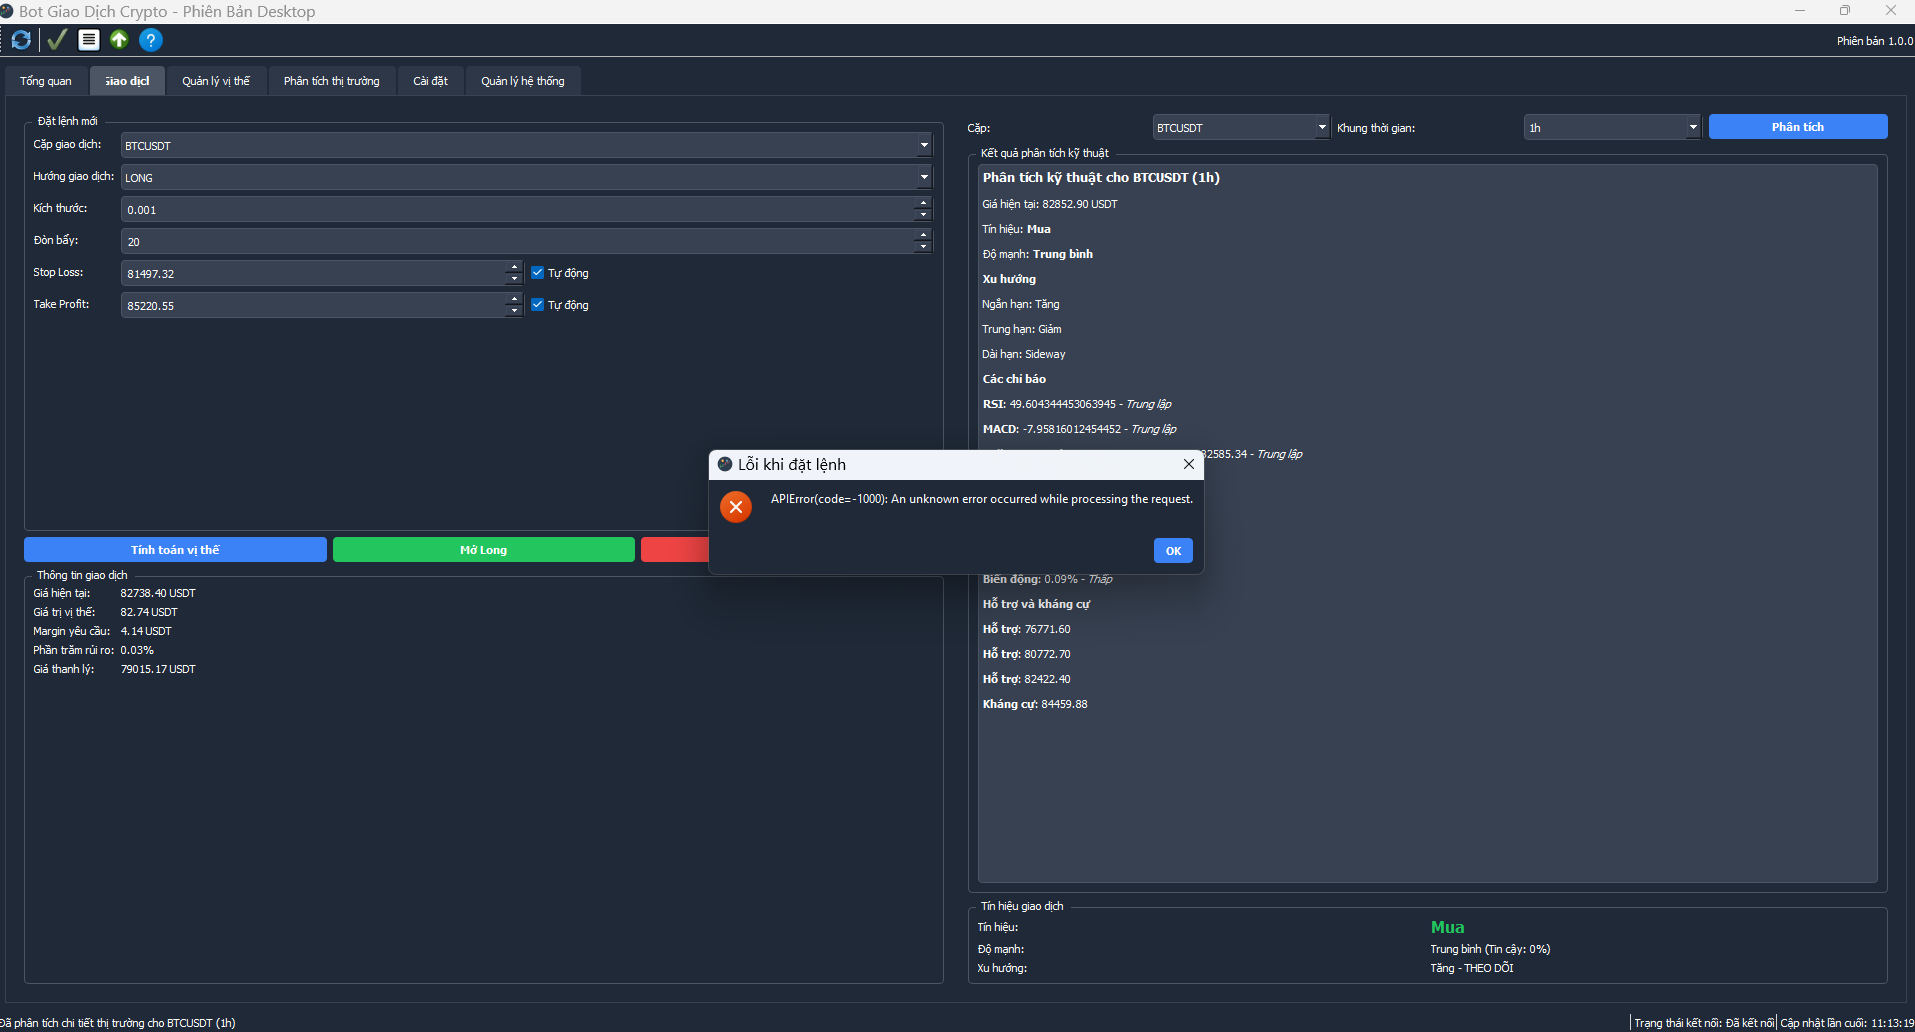 Bot Giao Dịch Crypto - Phiên Bản Desktop
Phiên bản 1.0.0
Tổng quan
Giao dịcl
Quản lý vị thế
Phân tích thị trường
Cài đặt
Quản lý hệ thống
Đặt lệnh mới
Cặp giao dịch: BTCUSDT
Hướng giao dịch: LONG
Kích thước: 0.001
Đòn bẩy: 20
Stop Loss: 81497.32 Tự động
Take Profit: 85220.55 Tự động
Tính toán vị thế
Mở Long
Thông tin giao dịch
Giá hiện tại: 82738.40 USDT
Giá trị vị thế: 82.74 USDT
Margin yêu cầu: 4.14 USDT
Phần trăm rủi ro: 0.03%
Giá thanh lý: 79015.17 USDT
Cặp: BTCUSDT Khung thời gian: 1h Phân tích
Kết quả phân tích kỹ thuật
Phân tích kỹ thuật cho BTCUSDT (1h)
Giá hiện tại: 82852.90 USDT
Tín hiệu: Mua
Độ mạnh: Trung bình
Xu hướng
Ngắn hạn: Tăng
Trung hạn: Giảm
Dài hạn: Sideway
Các chỉ báo
RSI: 49.604344453063945 - Trung lập
MACD: -7.95816012454452 - Trung lập
32585.34 - Trung lập
Lỗi khi đặt lệnh
APIError(code=-1000): An unknown error occurred while processing the request.
OK
Biến động: 0.09% - Thấp
Hỗ trợ và kháng cự
Hỗ trợ: 76771.60
Hỗ trợ: 80772.70
Hỗ trợ: 82422.40
Kháng cự: 84459.88
Tín hiệu giao dịch
Tín hiệu: Mua
Độ mạnh: Trung bình (Tin cậy: 0%)
Xu hướng: Tăng - THEO DÕI
Đã phân tích chi tiết thị trường cho BTCUSDT (1h)
Trạng thái kết nối: Đã kết nối
Cập nhật lần cuối: 11:13:19